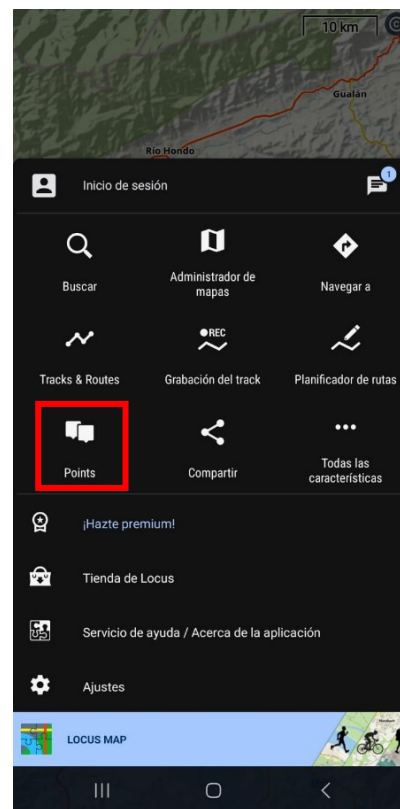 10 km
Gualán
Río Hondo
Inicio de sesión
1
Buscar
Administrador de
mapas
Navegar a
Tracks & Routes
REC
Grabación del track
Planificador de rutas
Points
Compartir
Todas las
características
¡Hazte premium!
Tienda de Locus
Servicio de ayuda / Acerca de la aplicación
Ajustes
LOCUS MAP